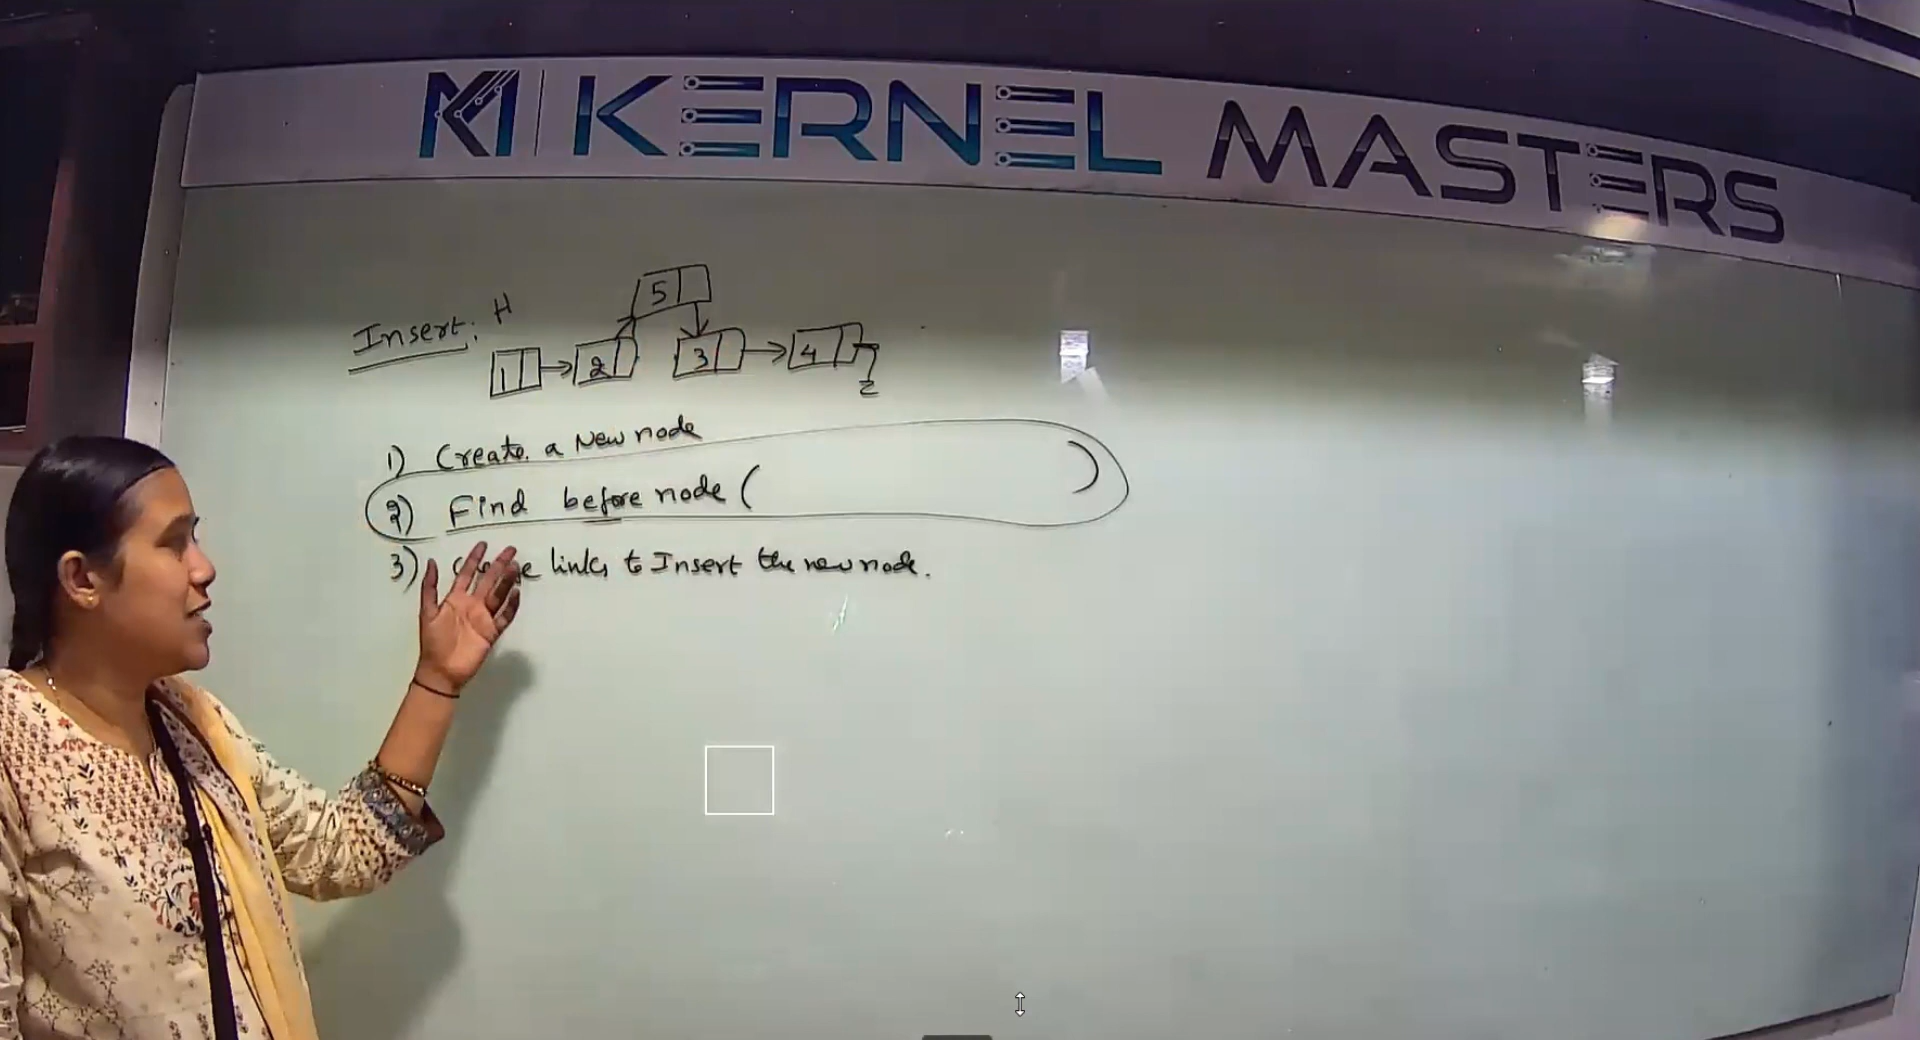 KM KERNEL MASTERS
Insert: H
5
1 2 3 4
1) Create a New node
2) Find before node ( )
3) links to Insert the new node.